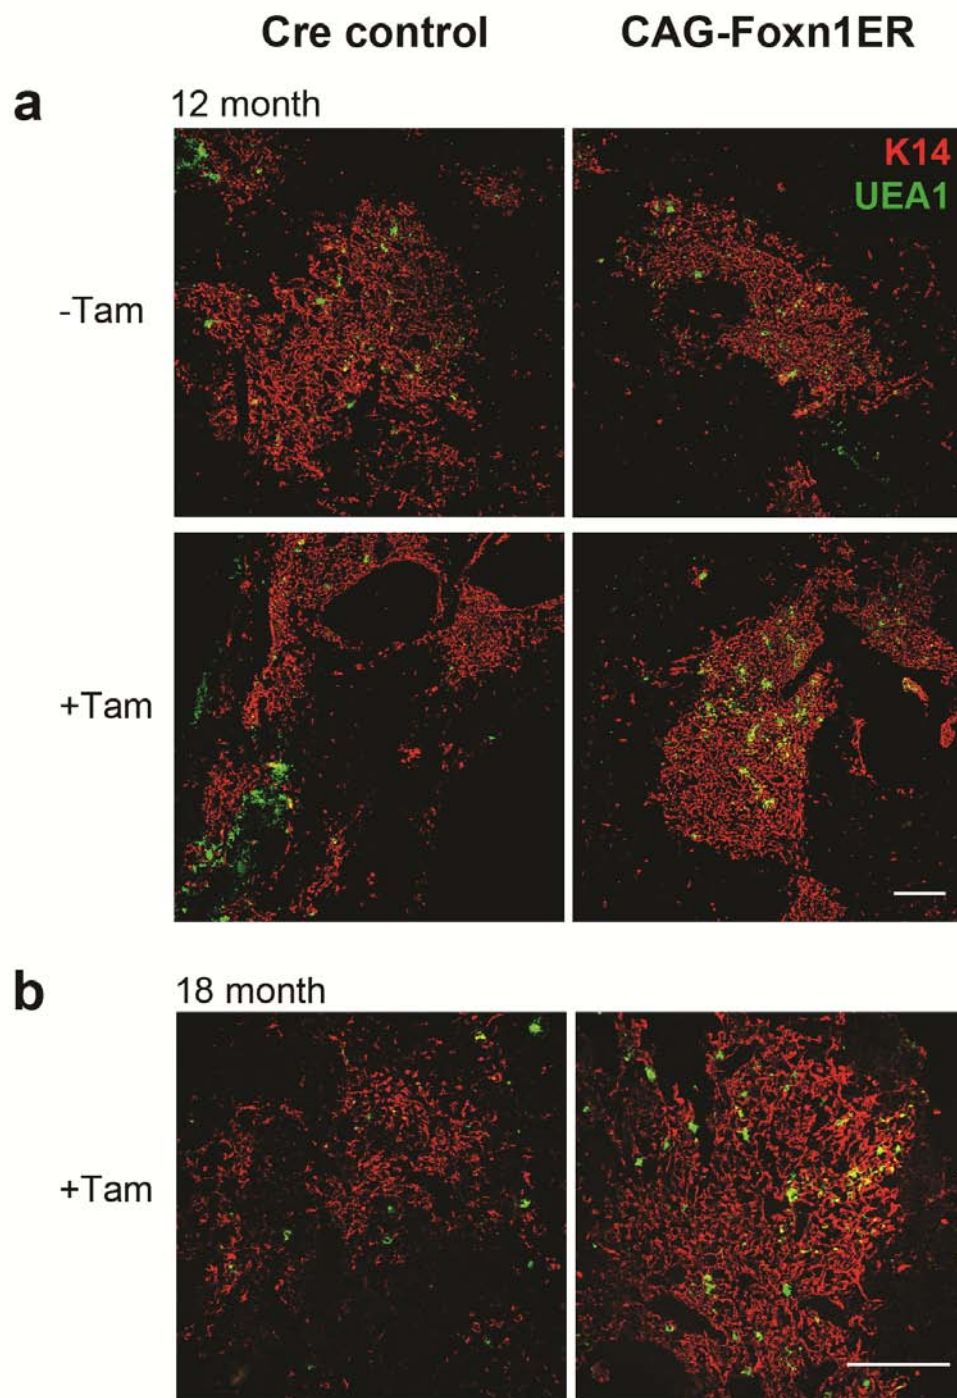 Cre control CAG-Foxn1ER
a 12 month
K14
UEA1
-Tam
+Tam
b 18 month
+Tam